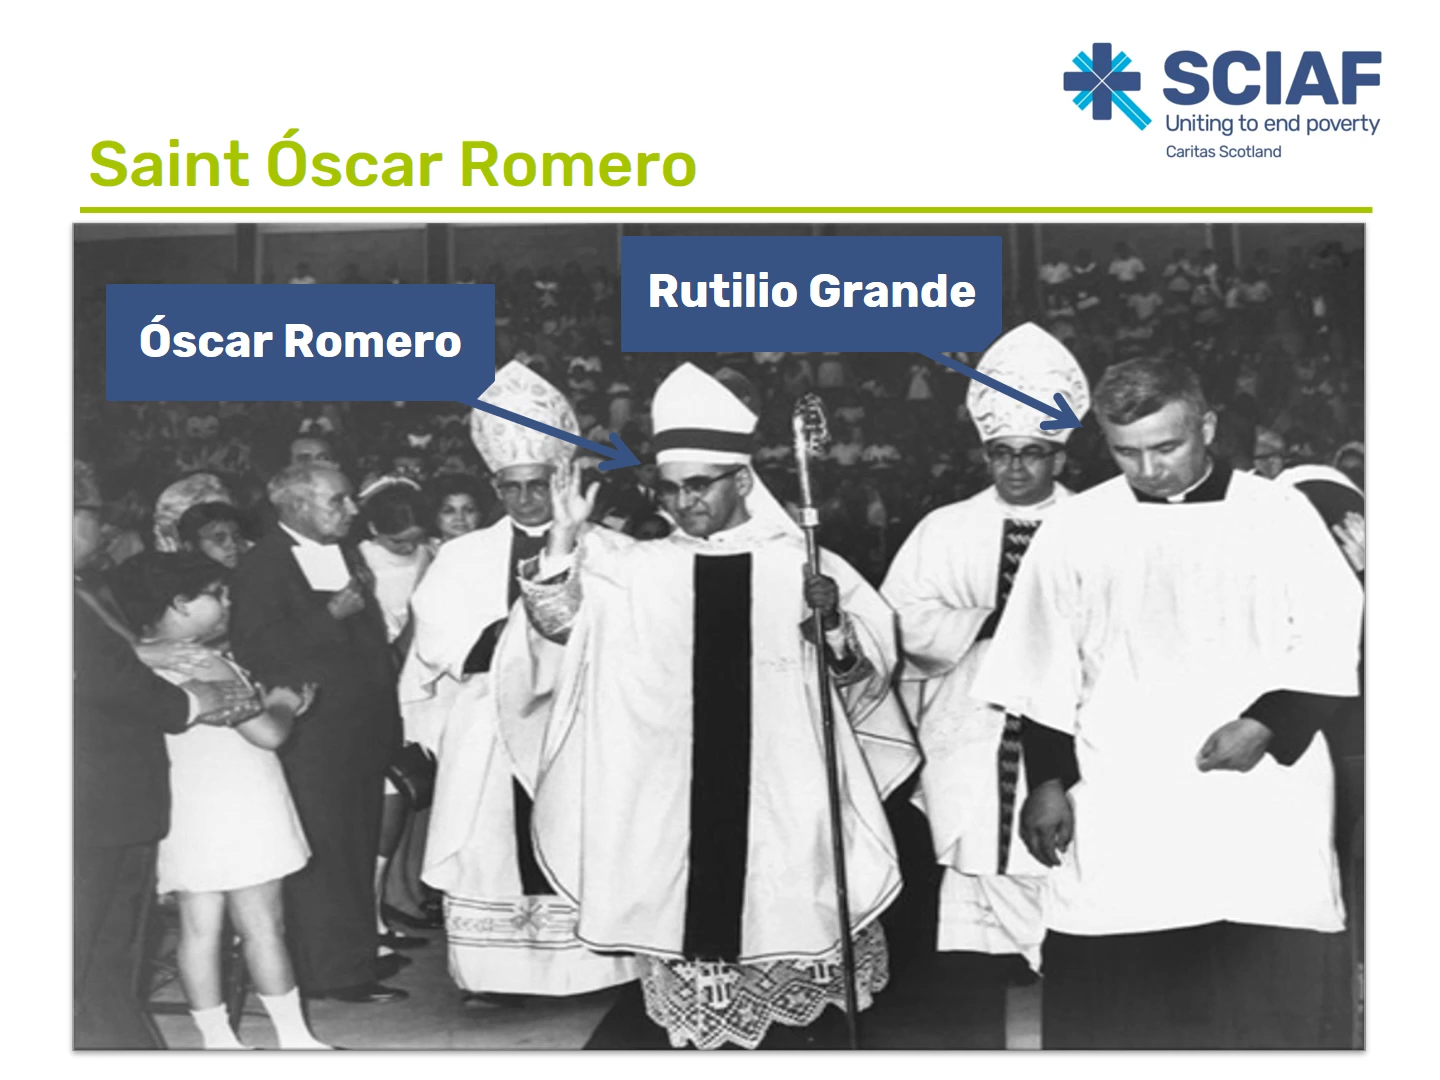 SCIAF
Uniting to end poverty
Caritas Scotland
Saint Óscar Romero
Rutilio Grande
Óscar Romero